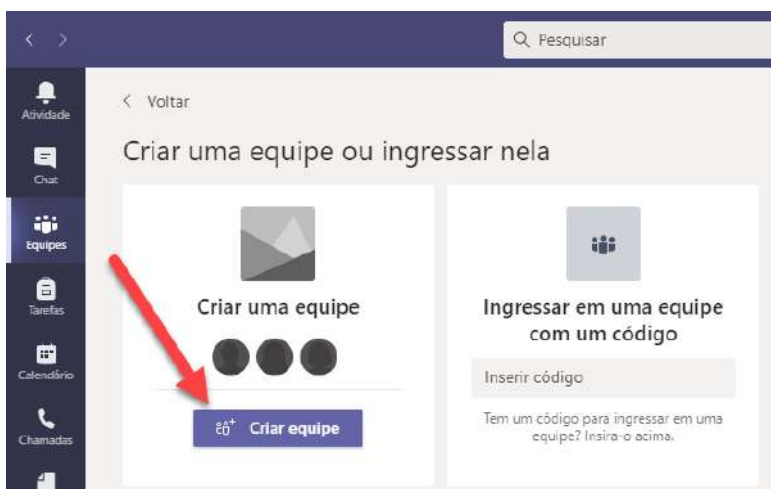 Pesquisar
Atividade
Chat
Equipes
Tarefas
Calendário
Chamadas
Voltar
Criar uma equipe ou ingressar nela
Criar uma equipe
Criar equipe
Ingressar em uma equipe
com um código
Inserir código
Tem um código para ingressar em uma
equipe? Insira-o acima.